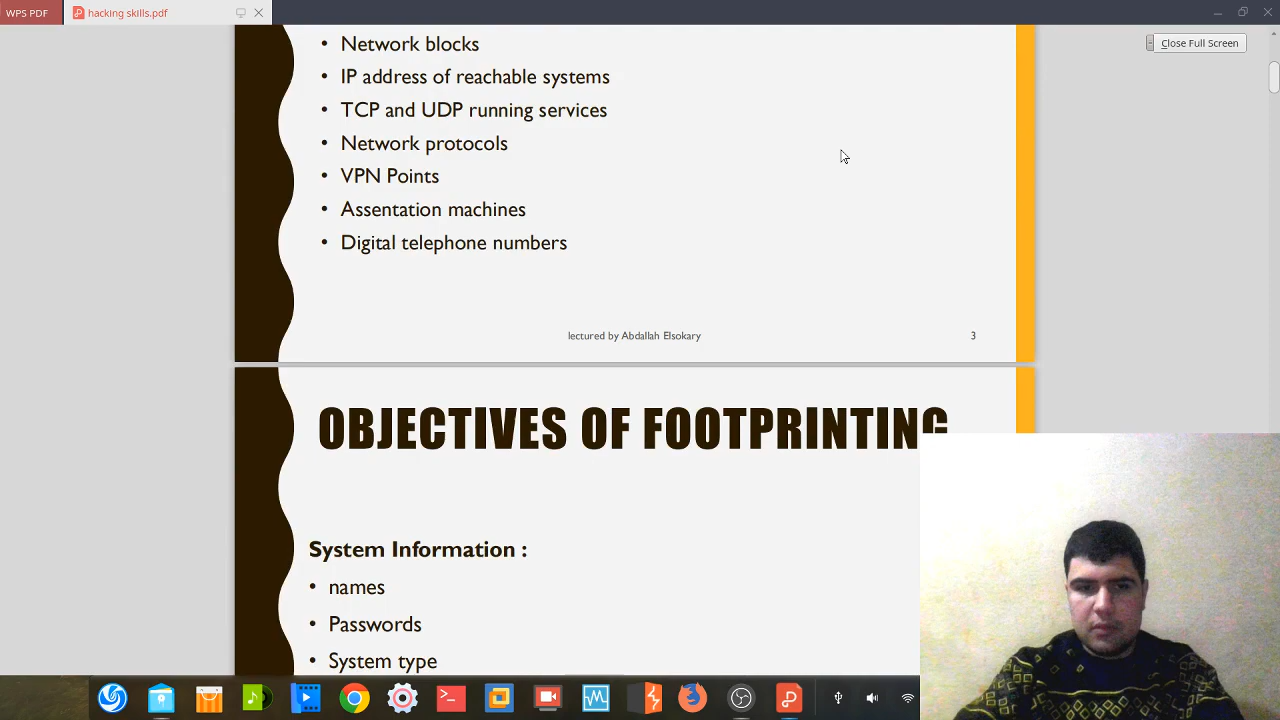 WPS PDF
hacking skills.pdf
Close Full Screen
• Network blocks
• IP address of reachable systems
• TCP and UDP running services
• Network protocols
• VPN Points
• Assentation machines
• Digital telephone numbers
lectured by Abdallah Elsokary
3
OBJECTIVES OF FOOTPRINTING
System Information :
• names
• Passwords
• System type